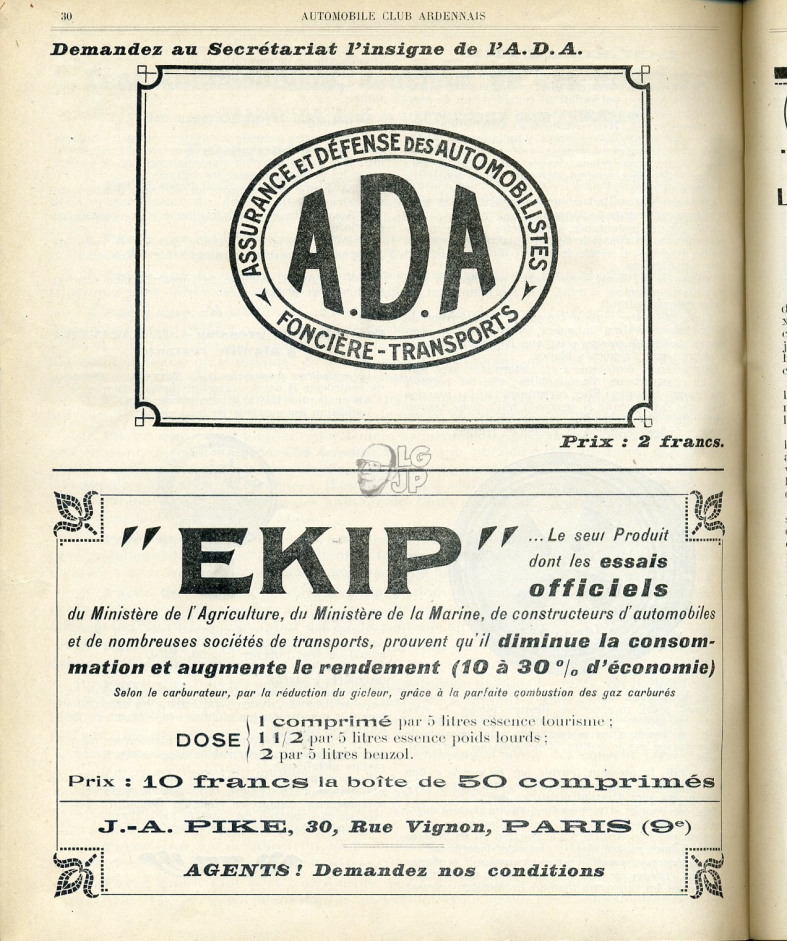 30
AUTOMOBILE CLUB ARDENNAIS
Demandez au Secrétariat l'insigne de l'A.D.A.
ASSURANCE ET DÉFENSE DES AUTOMOBILISTES
A.D.A
FONCIÈRE-TRANSPORTS
Prix : 2 francs.
LG
JP
"EKIP"
...Le seul Produit
dont les essais
officiels
du Ministère de l'Agriculture, du Ministère de la Marine, de constructeurs d'automobiles
et de nombreuses sociétés de transports, prouvent qu'il diminue la consom-
mation et augmente le rendement (10 à 30 % d'économie)
Selon le carburateur, par la réduction du gicleur, grâce à la parfaite combustion des gaz carburés
DOSE
1 comprimé par 5 litres essence tourisme ;
1 1/2 par 5 litres essence poids lourds ;
2 par 5 litres benzol.
Prix : 10 francs la boîte de 50 comprimés
J.-A. PIKE, 30, Rue Vignon, PARIS (9e)
AGENTS ! Demandez nos conditions